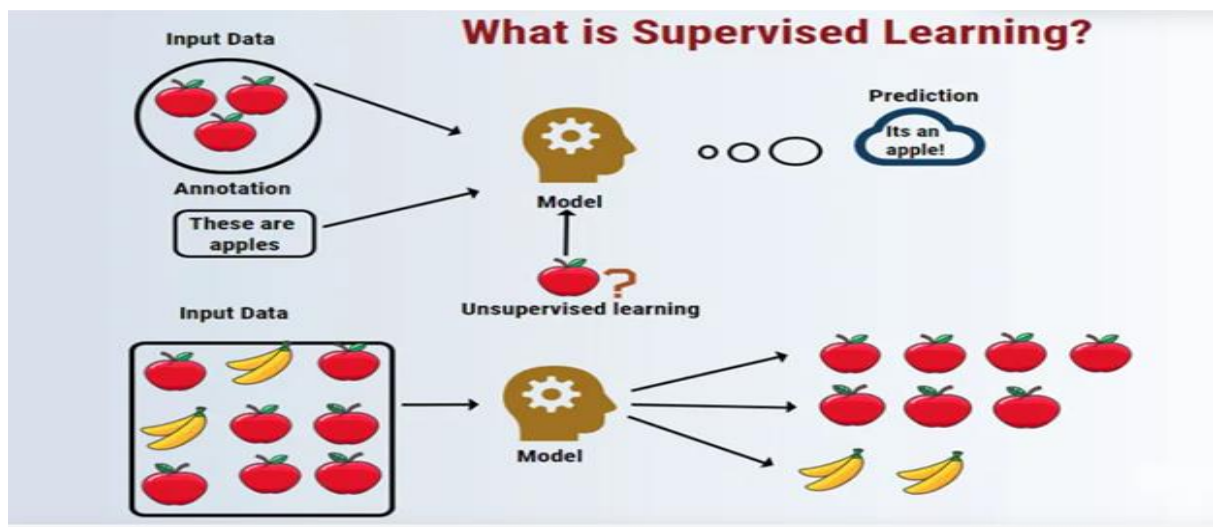 What is Supervised Learning?
Input Data
Annotation
These are
apples
Model
Prediction
Its an
apple!
?
Unsupervised learning
Input Data
Model